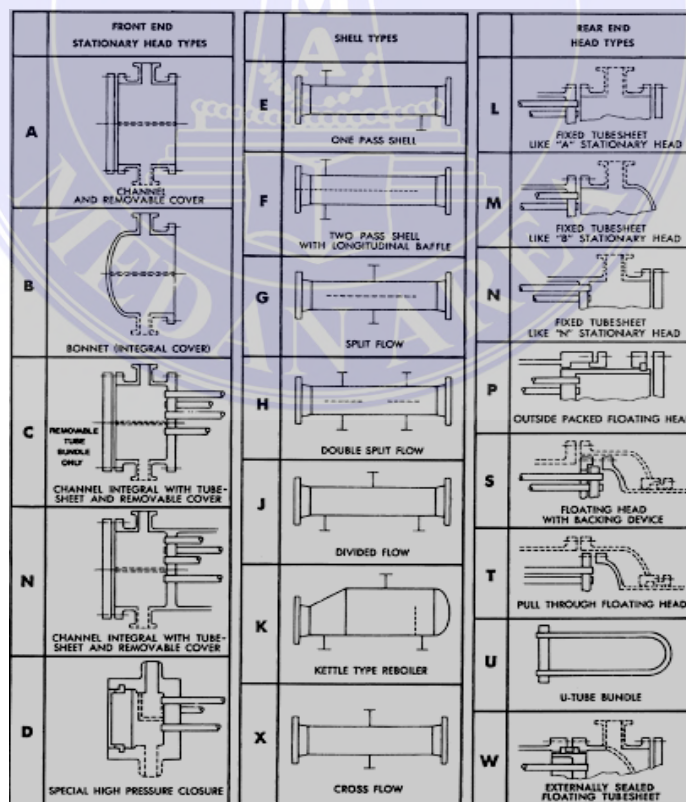 FRONT END
STATIONARY HEAD TYPES
A
CHANNEL
AND REMOVABLE COVER
B
BONNET (INTEGRAL COVER)
C
REMOVABLE
TUBE
BUNDLE
ONLY
CHANNEL INTEGRAL WITH TUBE-
SHEET AND REMOVABLE COVER
N
CHANNEL INTEGRAL WITH TUBE-
SHEET AND REMOVABLE COVER
D
SPECIAL HIGH PRESSURE CLOSURE
SHELL TYPES
E
ONE PASS SHELL
F
TWO PASS SHELL
WITH LONGITUDINAL BAFFLE
G
SPLIT FLOW
H
DOUBLE SPLIT FLOW
J
DIVIDED FLOW
K
KETTLE TYPE REBOILER
X
CROSS FLOW
REAR END
HEAD TYPES
L
FIXED TUBESHEET
LIKE "A" STATIONARY HEAD
M
FIXED TUBESHEET
LIKE "B" STATIONARY HEAD
N
FIXED TUBESHEET
LIKE "N" STATIONARY HEAD
P
OUTSIDE PACKED FLOATING HEAD
S
FLOATING HEAD
WITH BACKING DEVICE
T
PULL THROUGH FLOATING HEAD
U
U-TUBE BUNDLE
W
EXTERNALLY SEALED
FLOATING TUBESHEET
MA
MEDAN AREA